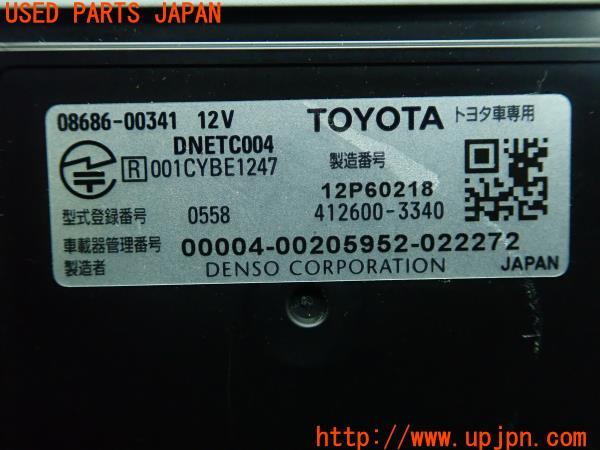 USED PARTS JAPAN
08686-00341 12V TOYOTA トヨタ車専用
DNETC004
R 001CYBE1247 製造番号
12P60218
型式登録番号 0558 412600-3340
車載器管理番号 00004-00205952-022272
製造者 DENSO CORPORATION JAPAN
http://www.upjpn.com/